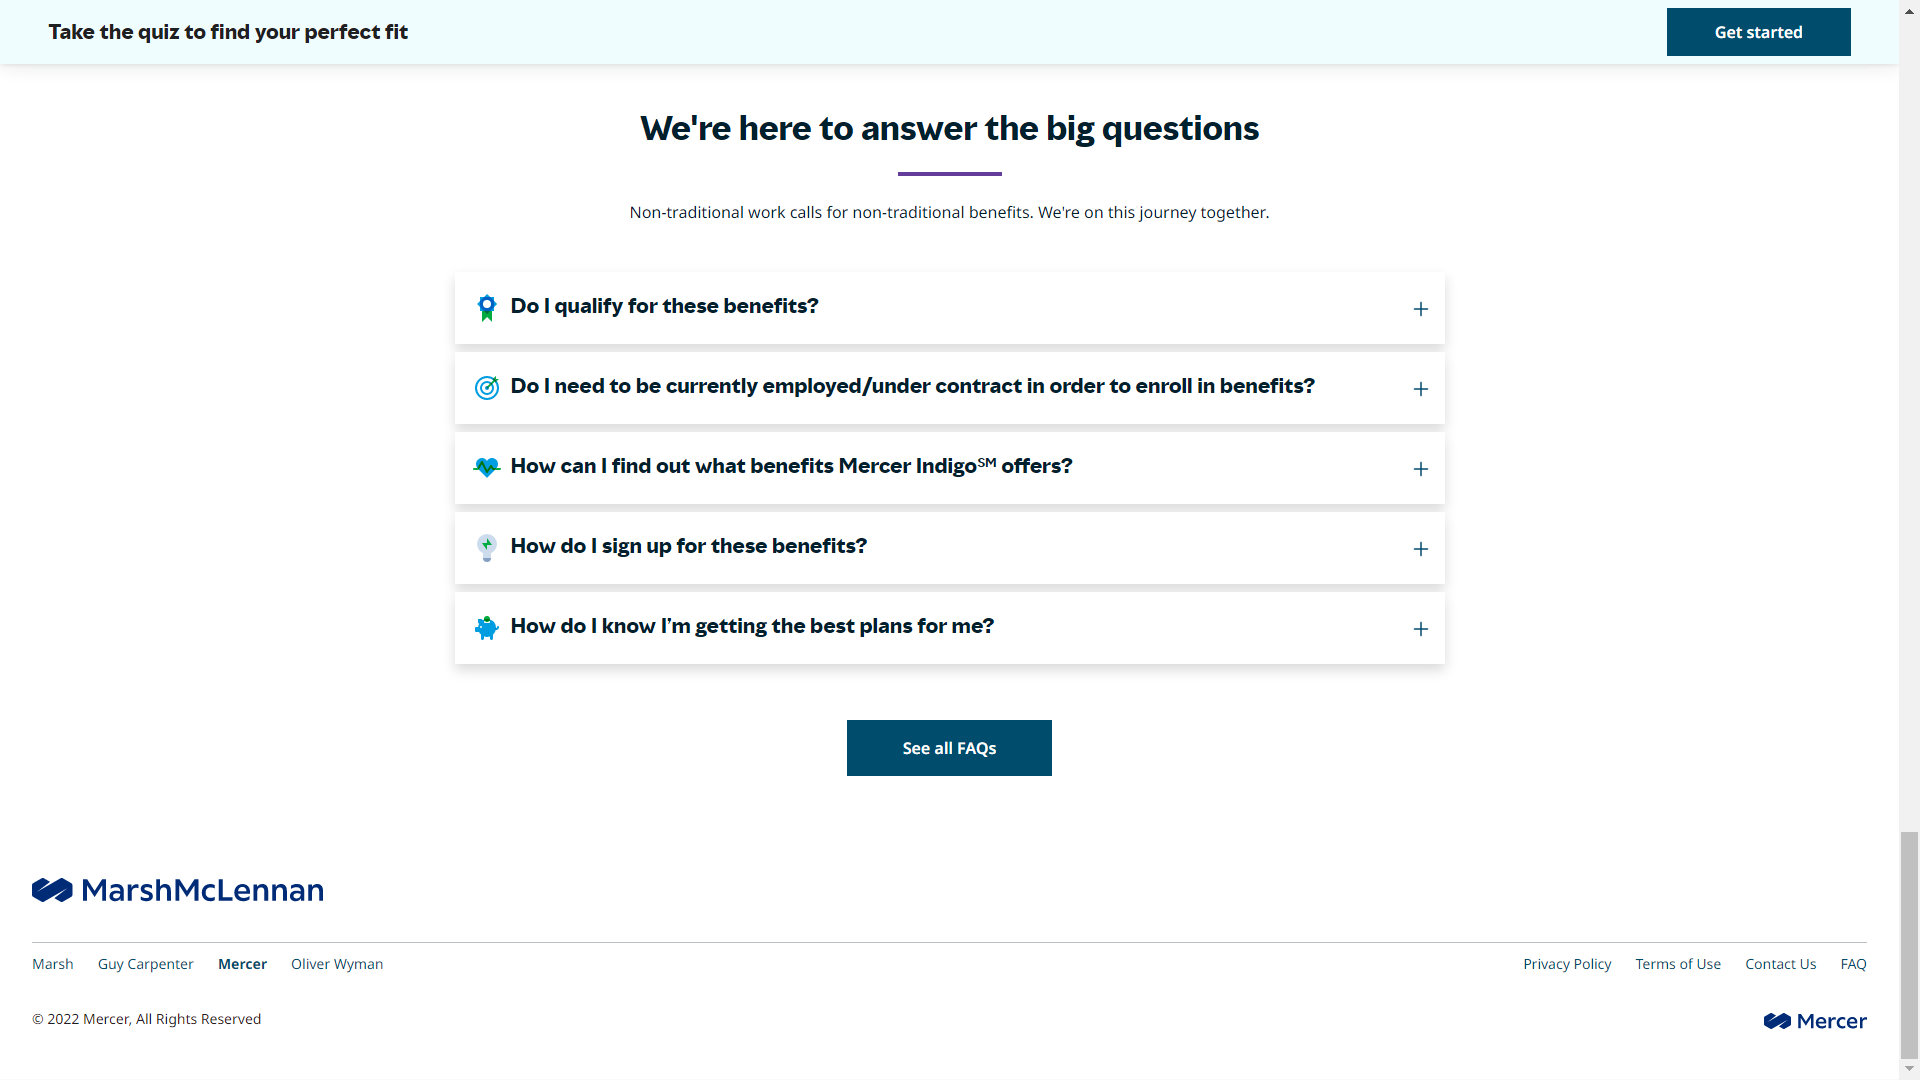 Take the quiz to find your perfect fit
Get started
We're here to answer the big questions
Non-traditional work calls for non-traditional benefits. We're on this journey together.
Do I qualify for these benefits?
Do I need to be currently employed/under contract in order to enroll in benefits?
How can I find out what benefits Mercer Indigo℠ offers?
How do I sign up for these benefits?
How do I know I’m getting the best plans for me?
See all FAQs
MarshMcLennan
Marsh Guy Carpenter Mercer Oliver Wyman
Privacy Policy Terms of Use Contact Us FAQ
© 2022 Mercer, All Rights Reserved
Mercer